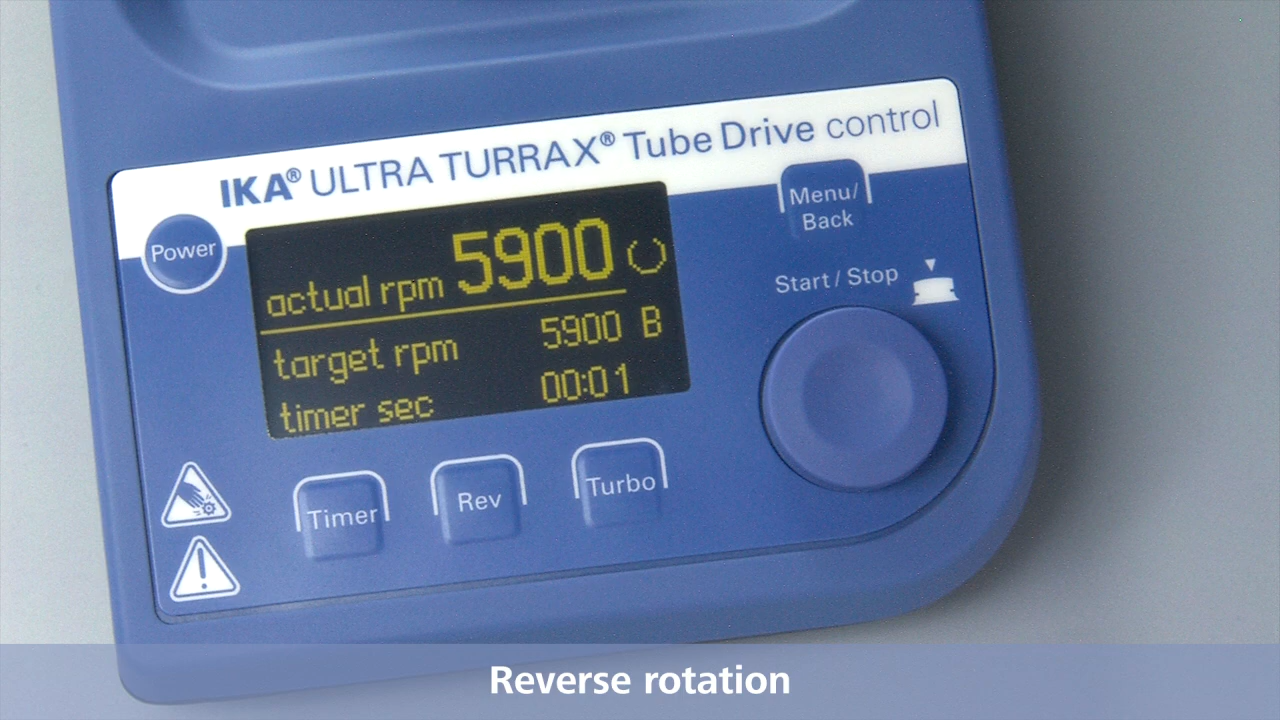 IKA® ULTRA TURRAX® Tube Drive control
Power
Menu/
Back
actual rpm 5900
Start / Stop
target rpm 5900 B
timer sec 00:01
Timer
Rev
Turbo
Reverse rotation